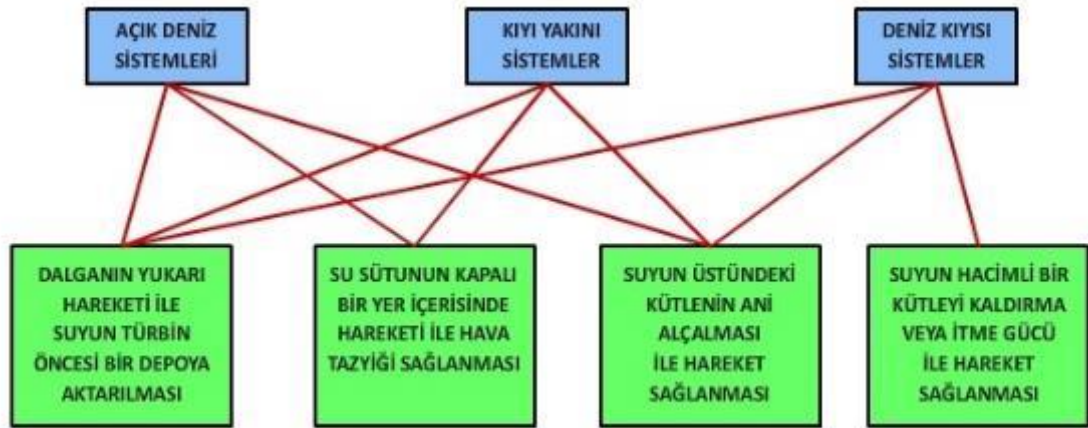 AÇIK DENİZ
SİSTEMLERİ
KIYI YAKINI
SİSTEMLER
DENİZ KIYISI
SİSTEMLER
DALGANIN YUKARI
HAREKETİ İLE
SUYUN TÜRBİN
ÖNCESİ BİR DEPOYA
AKTARILMASI
SU SÜTUNUN KAPALI
BİR YER İÇERİSİNDE
HAREKETİ İLE HAVA
TAZYİĞİ SAĞLANMASI
SUYUN ÜSTÜNDEKİ
KÜTLENİN ANİ
ALÇALMASI
İLE HAREKET
SAĞLANMASI
SUYUN HACİMLİ BİR
KÜTLEYİ KALDIRMA
VEYA İTME GÜCÜ
İLE HAREKET
SAĞLANMASI